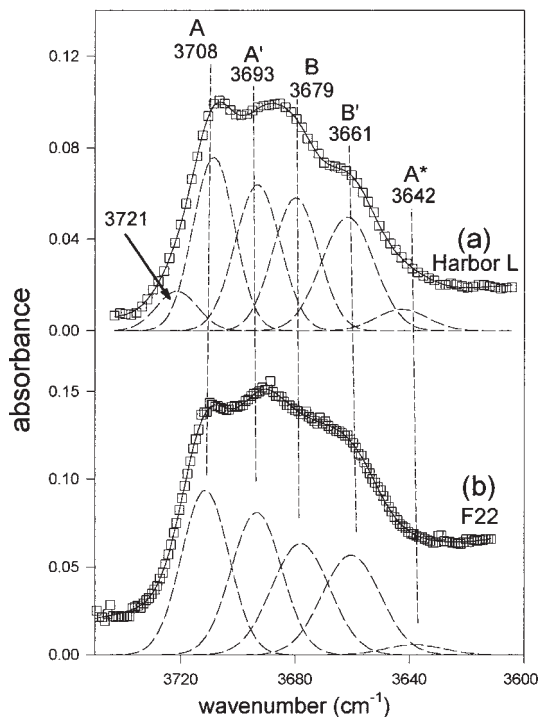 0.12
0.08
0.04
0.00
A
3708
A'
3693
B
3679
B'
3661
A*
3642
3721
(a)
Harbor L
absorbance
0.15
0.10
0.05
0.00
(b)
F22
3720
3680
3640
3600
wavenumber (cm⁻¹)